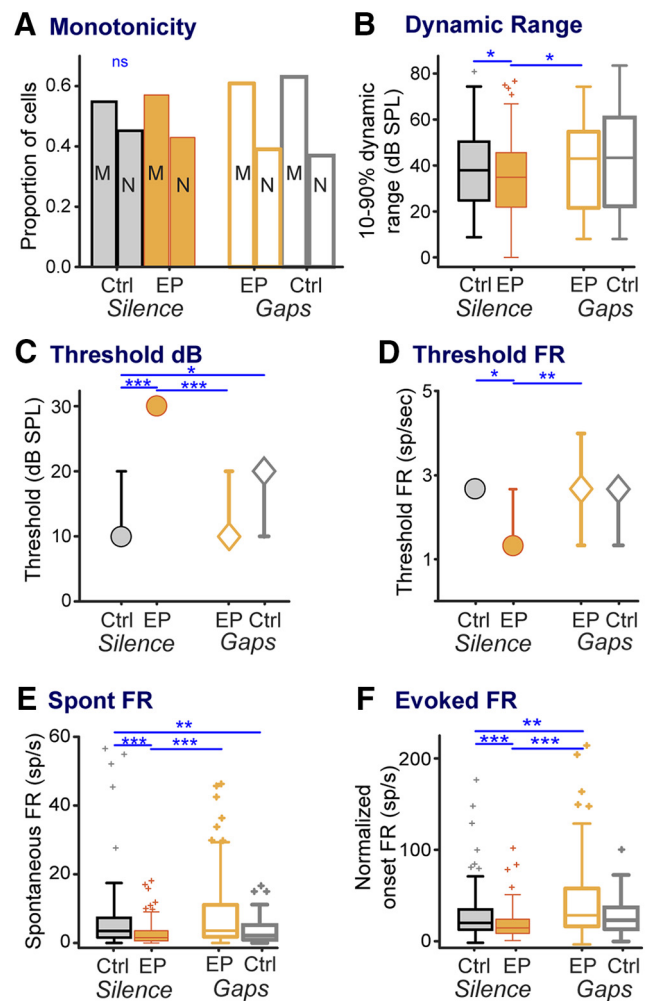 A Monotonicity
ns
Proportion of cells
0.6
0.4
0.2
0.0
M N M N M N M N
Ctrl EP EP Ctrl
Silence Gaps
B Dynamic Range
* *
10-90% dynamic
range (dB SPL)
80
60
40
20
0
Ctrl EP EP Ctrl
Silence Gaps
C Threshold dB
*
*** ***
Threshold (dB SPL)
30
20
10
0
Ctrl EP EP Ctrl
Silence Gaps
D Threshold FR
* **
Threshold FR (sp/sec)
5
3
1
Ctrl EP EP Ctrl
Silence Gaps
E Spont FR
**
*** ***
Spontaneous FR (sp/s)
60
40
20
0
Ctrl EP EP Ctrl
Silence Gaps
F Evoked FR
**
*** ***
Normalized
onset FR (sp/s)
200
100
0
Ctrl EP EP Ctrl
Silence Gaps